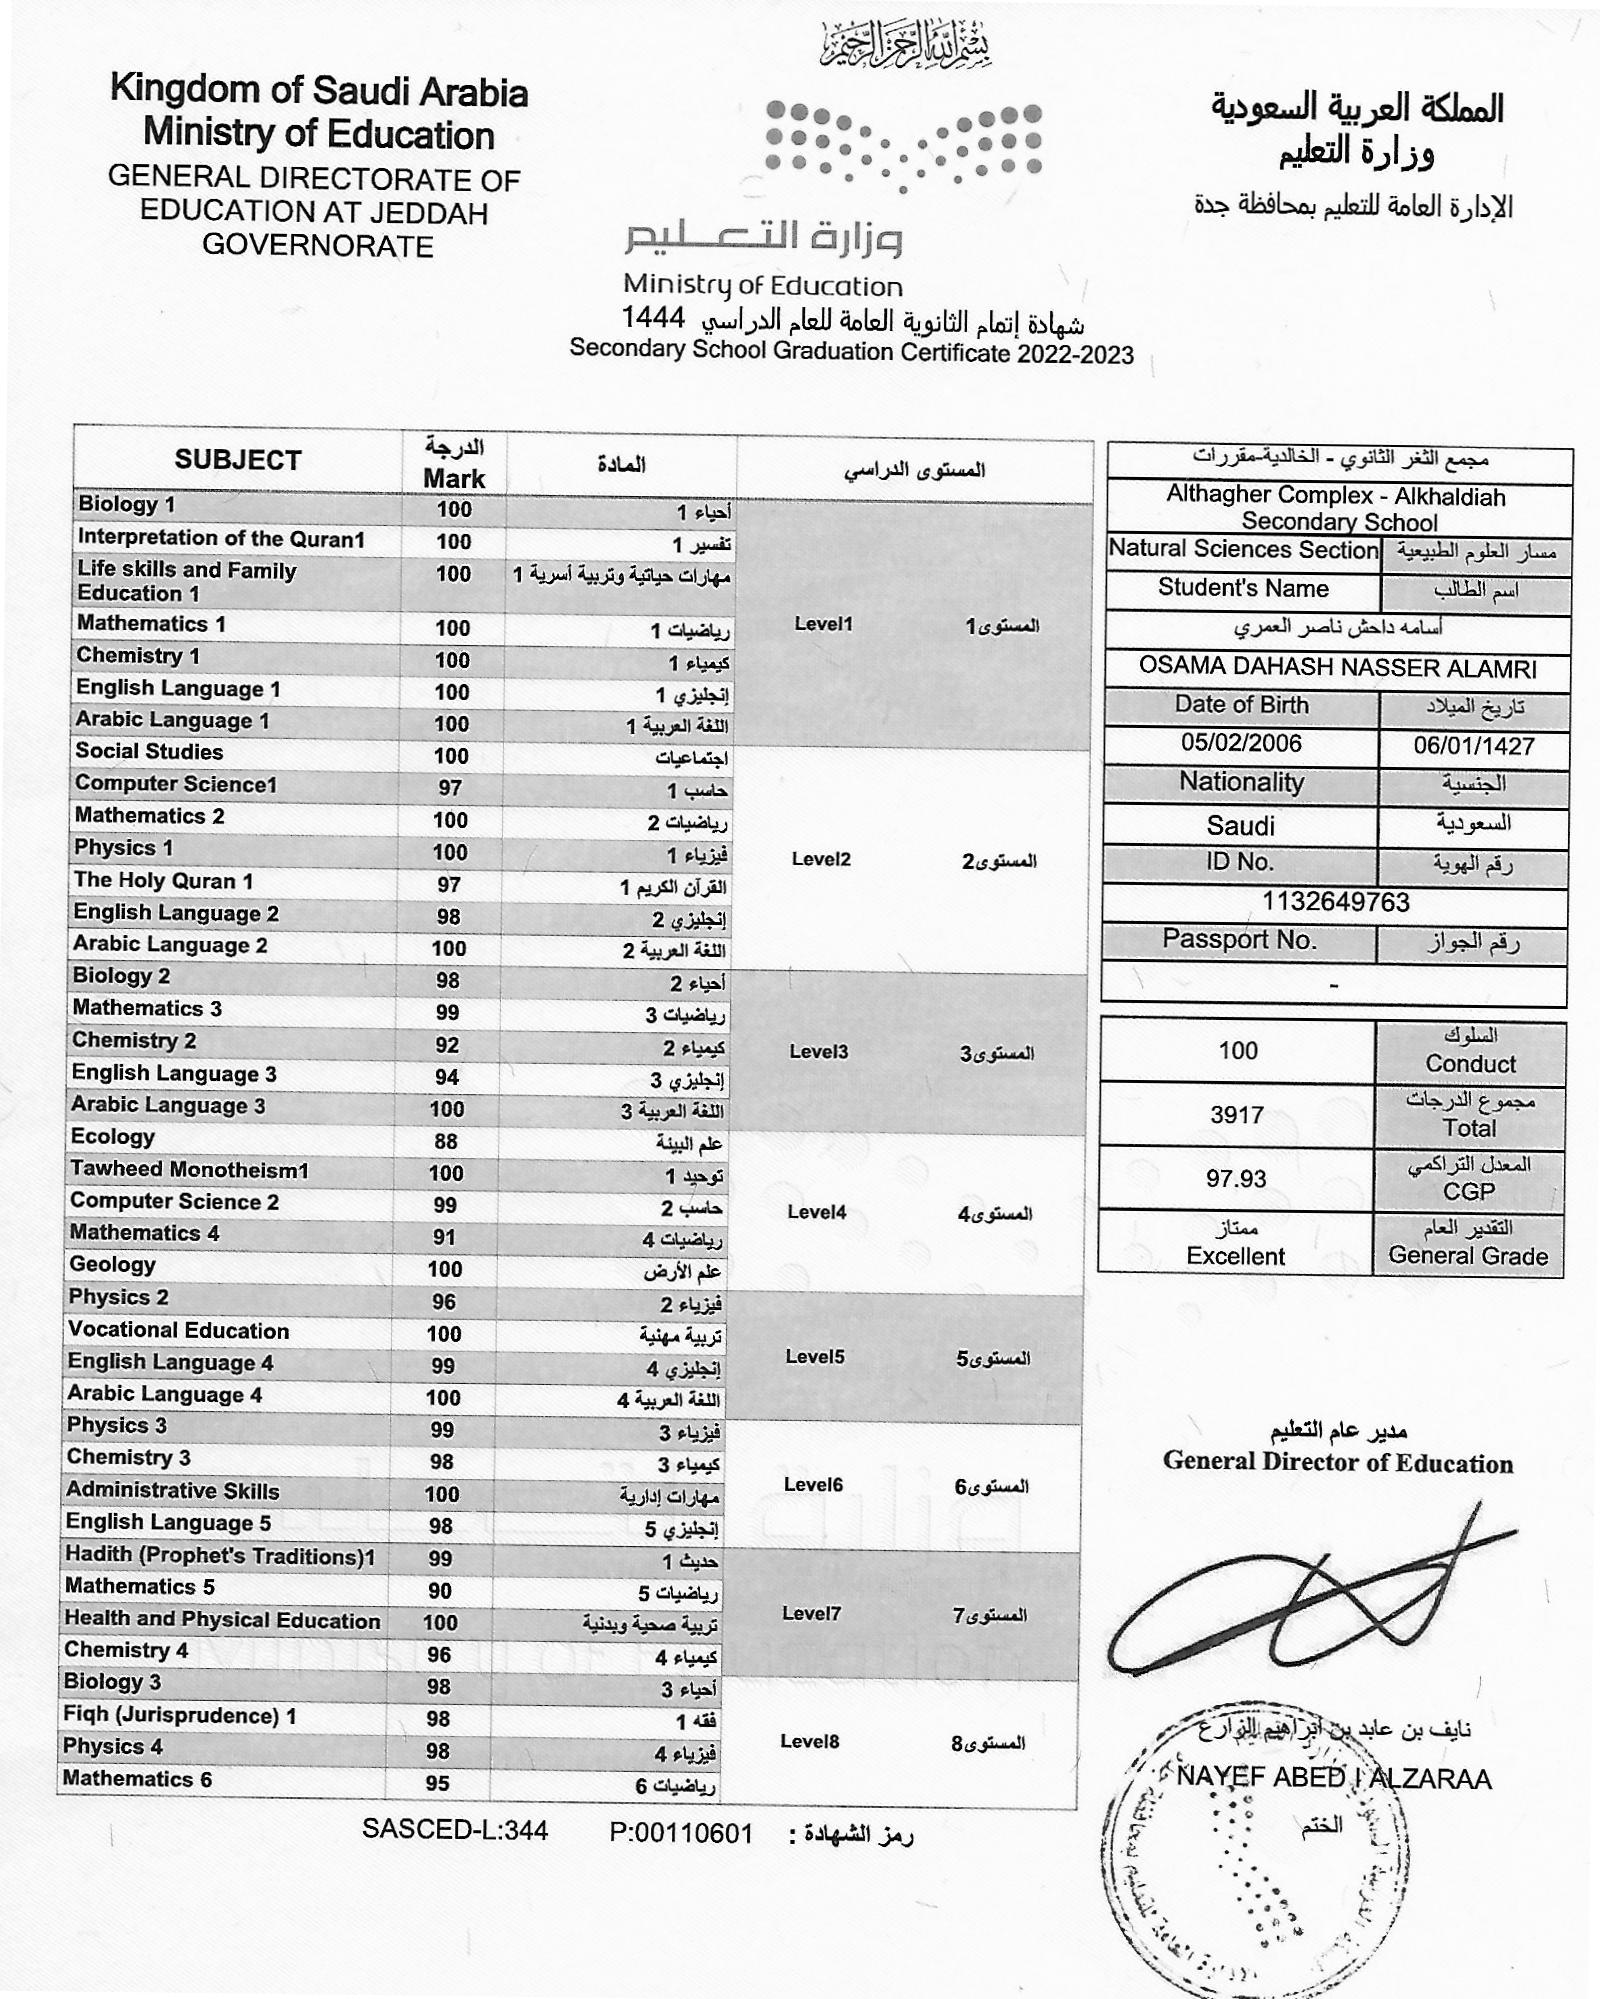 بسم الله الرحمن الرحيم
Kingdom of Saudi Arabia
Ministry of Education
GENERAL DIRECTORATE OF
EDUCATION AT JEDDAH
GOVERNORATE
وزارة التعليم
Ministry of Education
المملكة العربية السعودية
وزارة التعليم
الإدارة العامة للتعليم بمحافظة جدة
شهادة إتمام الثانوية العامة للعام الدراسي 1444
Secondary School Graduation Certificate 2022-2023
SUBJECT الدرجة Mark المادة المستوى الدراسي
Biology 1 100 أحياء 1
Interpretation of the Quran1 100 تفسير 1
Life skills and Family Education 1 100 مهارات حياتية وتربية أسرية 1
Mathematics 1 100 رياضيات 1 Level1 المستوى1
Chemistry 1 100 كيمياء 1
English Language 1 100 إنجليزي 1
Arabic Language 1 100 اللغة العربية 1
Social Studies 100 اجتماعيات
Computer Science1 97 حاسب 1
Mathematics 2 100 رياضيات 2
Physics 1 100 فيزياء 1 Level2 المستوى2
The Holy Quran 1 97 القرآن الكريم 1
English Language 2 98 إنجليزي 2
Arabic Language 2 100 اللغة العربية 2
Biology 2 98 أحياء 2
Mathematics 3 99 رياضيات 3
Chemistry 2 92 كيمياء 2 Level3 المستوى3
English Language 3 94 إنجليزي 3
Arabic Language 3 100 اللغة العربية 3
Ecology 88 علم البيئة
Tawheed Monotheism1 100 توحيد 1
Computer Science 2 99 حاسب 2 Level4 المستوى4
Mathematics 4 91 رياضيات 4
Geology 100 علم الأرض
Physics 2 96 فيزياء 2
Vocational Education 100 تربية مهنية Level5 المستوى5
English Language 4 99 إنجليزي 4
Arabic Language 4 100 اللغة العربية 4
Physics 3 99 فيزياء 3
Chemistry 3 98 كيمياء 3 Level6 المستوى6
Administrative Skills 100 مهارات إدارية
English Language 5 98 إنجليزي 5
Hadith (Prophet's Traditions)1 99 حديث 1
Mathematics 5 90 رياضيات 5 Level7 المستوى7
Health and Physical Education 100 تربية صحية وبدنية
Chemistry 4 96 كيمياء 4
Biology 3 98 أحياء 3
Fiqh (Jurisprudence) 1 98 فقه 1 Level8 المستوى8
Physics 4 98 فيزياء 4
Mathematics 6 95 رياضيات 6
SASCED-L:344 P:00110601 رمز الشهادة :
مجمع الثغر الثانوي - الخالدية-مقررات
Althagher Complex - Alkhaldiah
Secondary School
Natural Sciences Section مسار العلوم الطبيعية
Student's Name اسم الطالب
أسامه داحش ناصر العمري
OSAMA DAHASH NASSER ALAMRI
Date of Birth تاريخ الميلاد
05/02/2006 06/01/1427
Nationality الجنسية
Saudi السعودية
ID No. رقم الهوية
1132649763
Passport No. رقم الجواز
-
100 السلوك Conduct
3917 مجموع الدرجات Total
97.93 المعدل التراكمي CGP
ممتاز Excellent التقدير العام General Grade
مدير عام التعليم
General Director of Education
نايف بن عابد بن ابراهيم الزارع
NAYEF ABED I ALZARAA
الختم